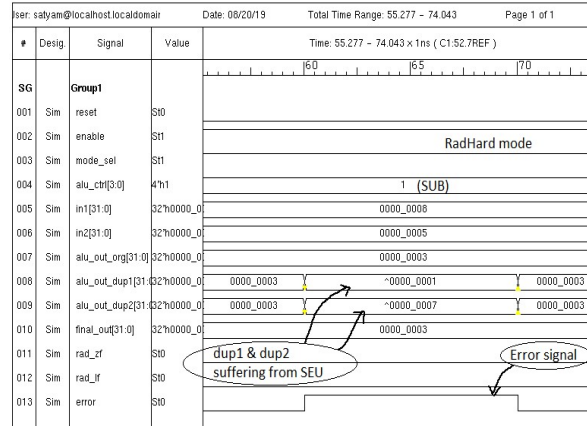 Jser: satyam@localhost.localdomair Date: 08/20/19 Total Time Range: 55.277 - 74.043 Page 1 of 1
# Desig. Signal Value Time: 55.277 - 74.043 x 1ns ( C1:52.7REF )
60 65 70
SG Group1
001 Sim reset St0
002 Sim enable St1
RadHard mode
003 Sim mode_sel St1
004 Sim alu_ctrl[3:0] 4'h1 1 (SUB)
005 Sim in1[31:0] 32'h0000_0 0000_0008
006 Sim in2[31:0] 32'h0000_0 0000_0005
007 Sim alu_out_org[31:0] 32'h0000_0 0000_0003
008 Sim alu_out_dup1[31:( 32'h0000_0 0000_0003 ^0000_0001 0000_0003
009 Sim alu_out_dup2[31:( 32'h0000_0 0000_0003 ^0000_0007 0000_0003
010 Sim final_out[31:0] 32'h0000_0 0000_0003
011 Sim rad_zf St0
dup1 & dup2
suffering from SEU
Error signal
012 Sim rad_lf St0
013 Sim error St0